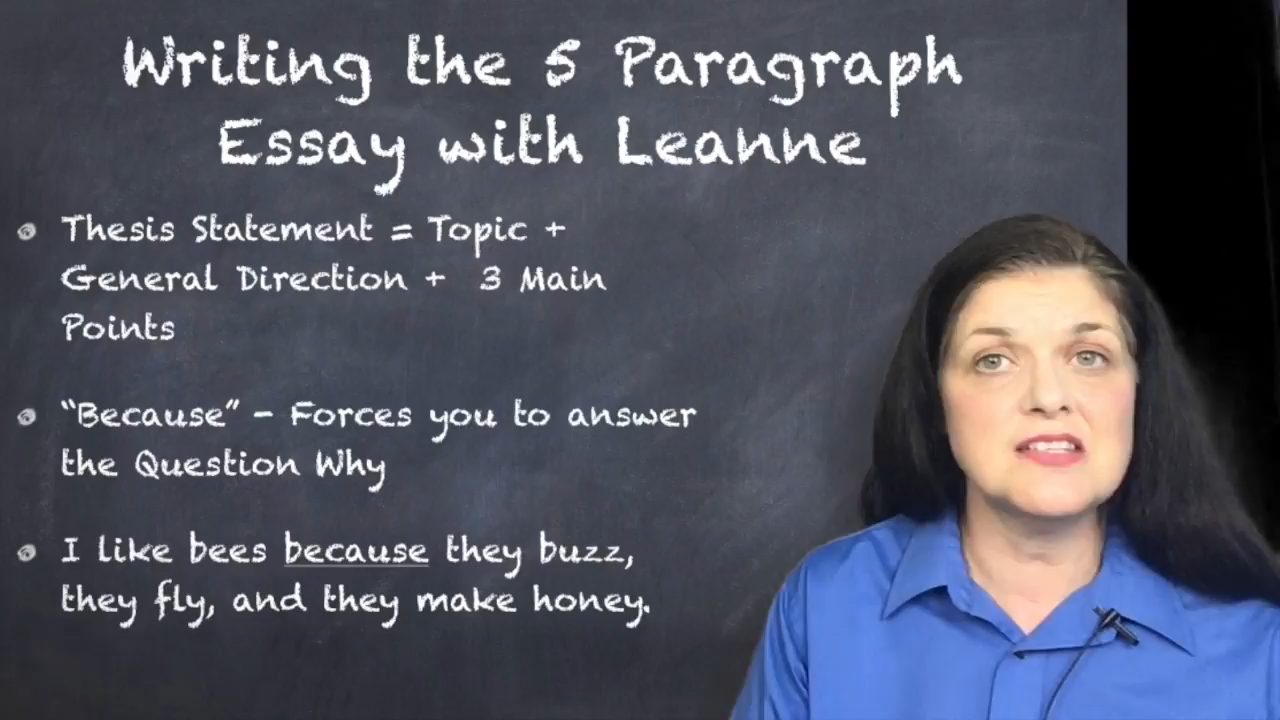 Writing the 5 Paragraph
Essay with Leanne
Thesis Statement = Topic +
General Direction + 3 Main
Points
“Because” - Forces you to answer
the Question Why
I like bees because they buzz,
they fly, and they make honey.